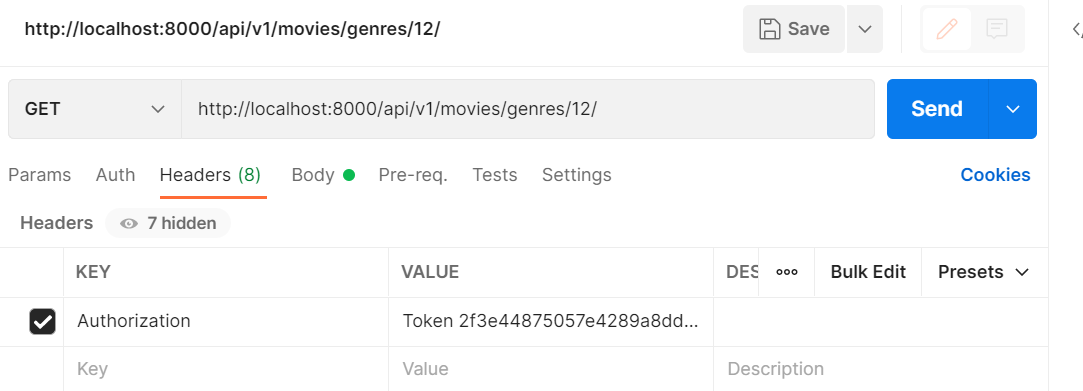 http://localhost:8000/api/v1/movies/genres/12/ Save
GET http://localhost:8000/api/v1/movies/genres/12/ Send
Params Auth Headers (8) Body Pre-req. Tests Settings Cookies
Headers 7 hidden
KEY VALUE DES Bulk Edit Presets
Authorization Token 2f3e44875057e4289a8dd...
Key Value Description